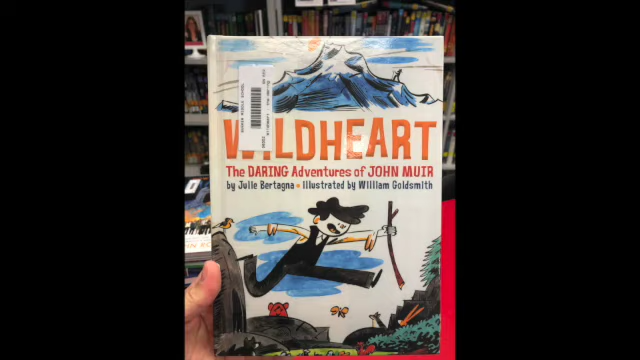 WILDHEART
The DARING Adventures of JOHN MUIR
by Julie Bertagna • illustrated by William Goldsmith